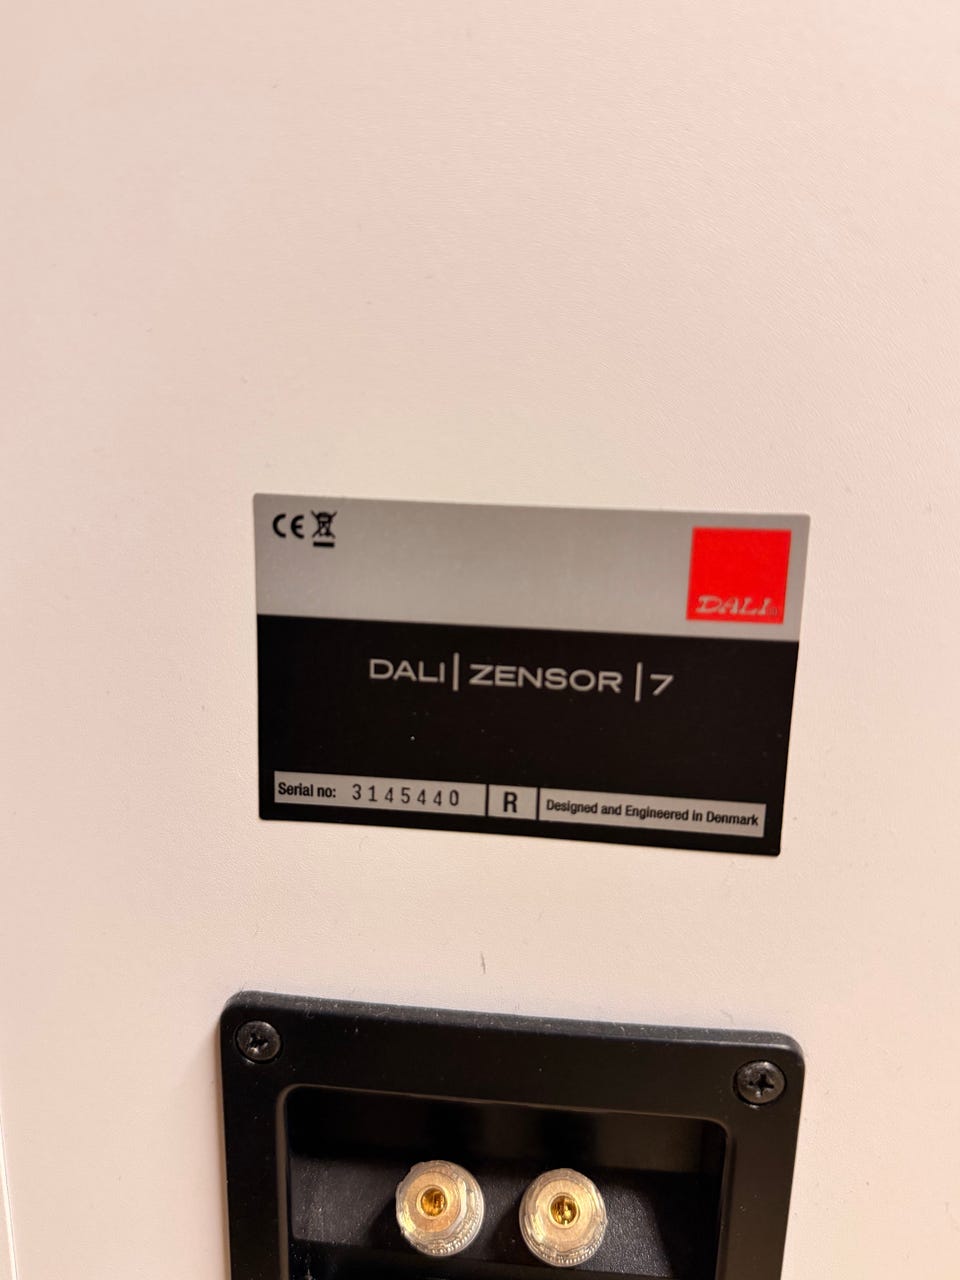 CE
DALI
DALI | ZENSOR | 7
Serial no: 3145440 R Designed and Engineered in Denmark